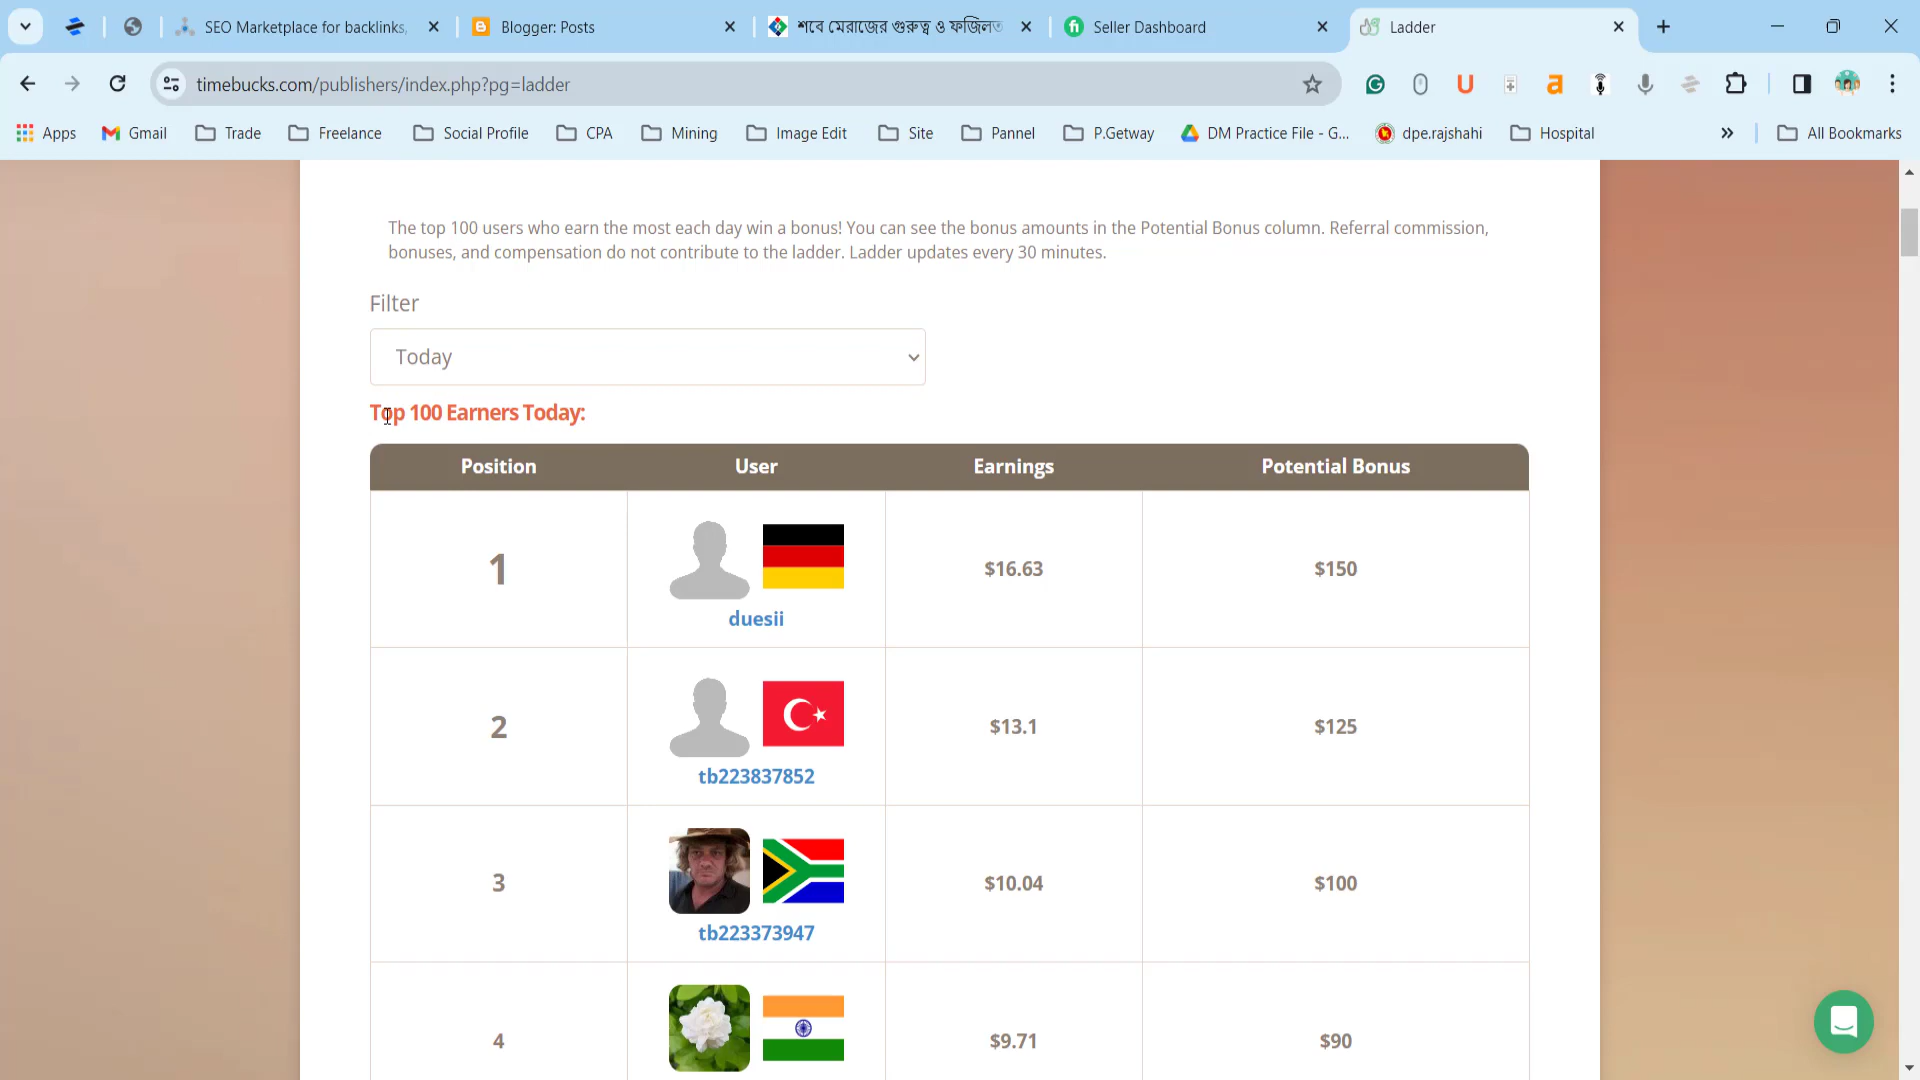 SEO Marketplace for backlinks,
Blogger: Posts
শবে মেরাজের গুরুত্ব ও ফজিলত
Seller Dashboard
Ladder
timebucks.com/publishers/index.php?pg=ladder
Apps
Gmail
Trade
Freelance
Social Profile
CPA
Mining
Image Edit
Site
Pannel
P.Getway
DM Practice File - G...
dpe.rajshahi
Hospital
All Bookmarks
The top 100 users who earn the most each day win a bonus! You can see the bonus amounts in the Potential Bonus column. Referral commission,
bonuses, and compensation do not contribute to the ladder. Ladder updates every 30 minutes.
Filter
Today
Top 100 Earners Today:
Position User Earnings Potential Bonus
1 duesii $16.63 $150
2 tb223837852 $13.1 $125
3 tb223373947 $10.04 $100
4 $9.71 $90